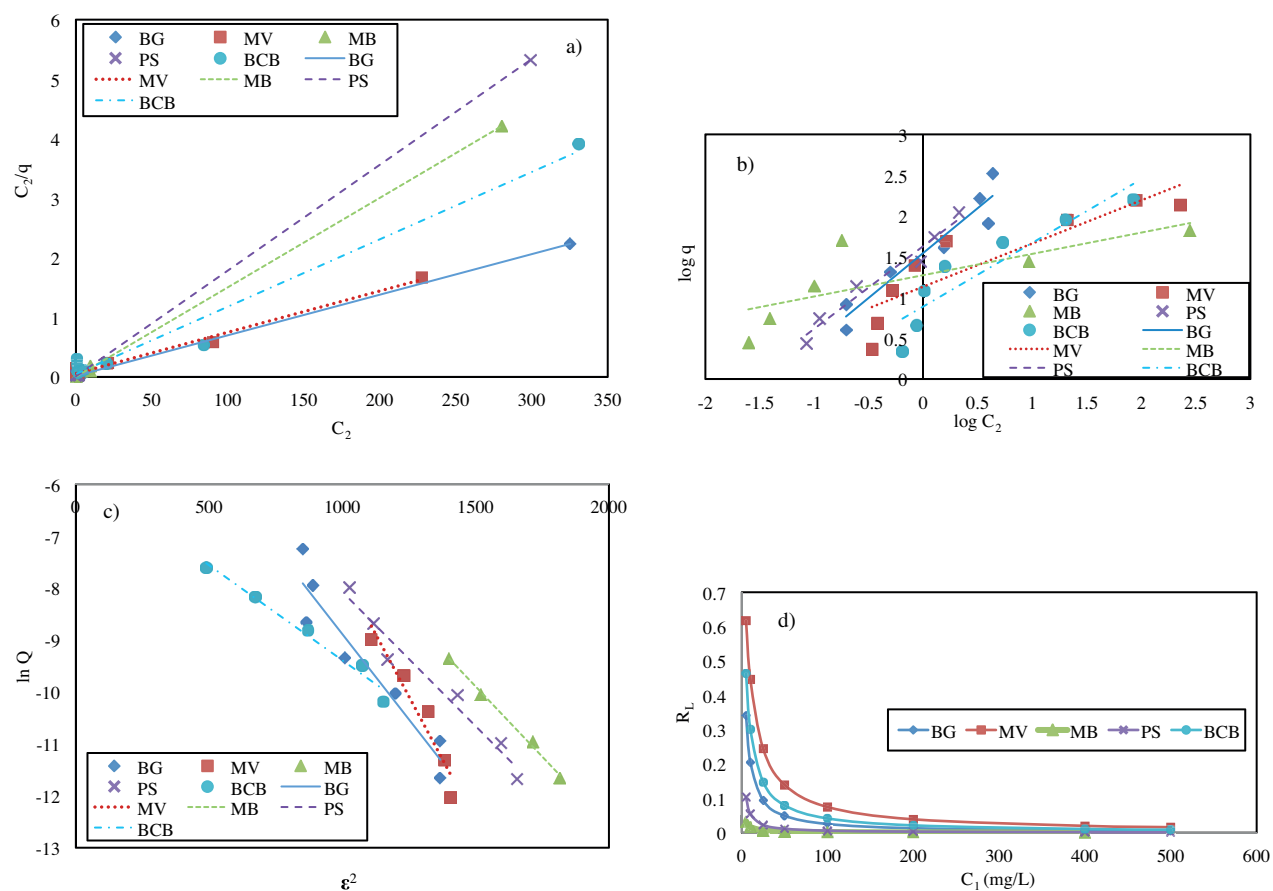 6
5
4
3
2
1
0
0 50 100 150 200 250 300 350
C₂/q
C₂
a)
BG MV MB
PS BCB BG
MV MB PS
BCB
3
2.5
2
1.5
1
0.5
0
-2 -1.5 -1 -0.5 0 0.5 1 1.5 2 2.5 3
log q
log C₂
b)
BG MV
MB PS
BCB BG
MV MB
PS BCB
-6
-7
-8
-9
-10
-11
-12
-13
0 500 1000 1500 2000
ln Q
ε²
c)
BG MV MB
PS BCB BG
MV MB PS
BCB
0.7
0.6
0.5
0.4
0.3
0.2
0.1
0
0 100 200 300 400 500 600
R_L
C₁ (mg/L)
d)
BG MV MB PS BCB